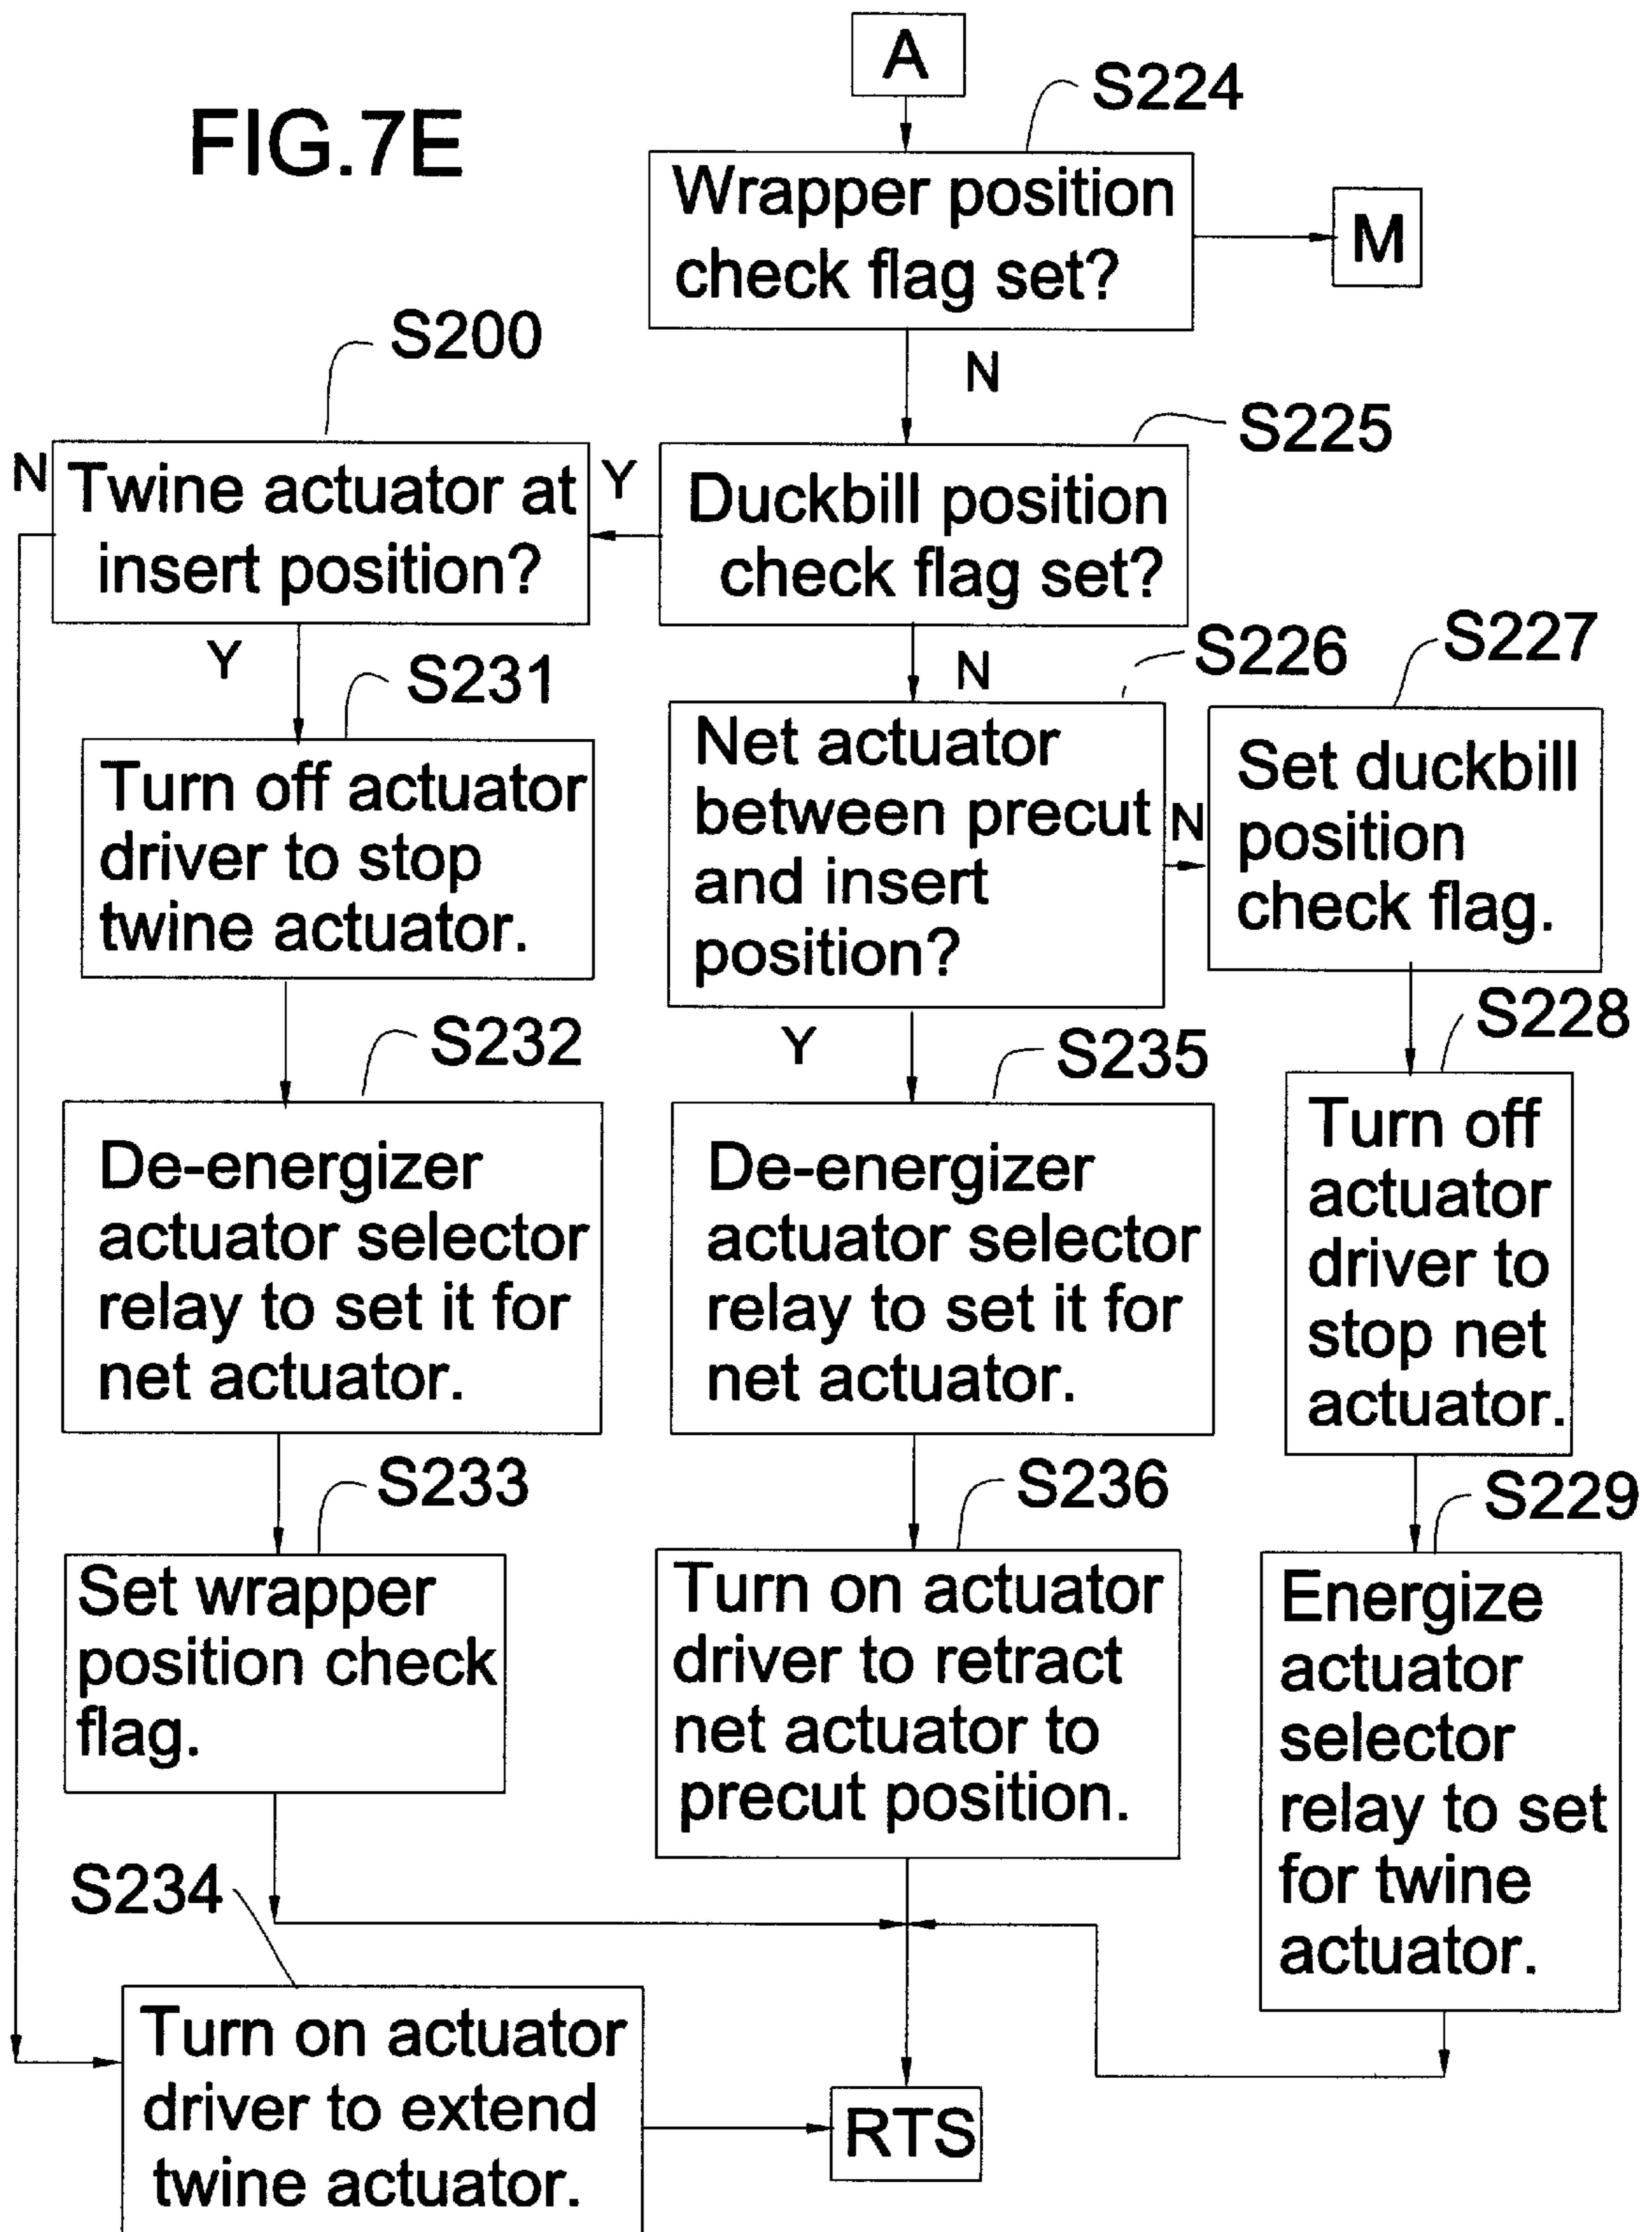 A
S224
FIG.7E
Wrapper position
check flag set?
M
N
S200
S225
N
Twine actuator at
insert position?
Y
Duckbill position
check flag set?
Y
N
S231
S226
S227
Turn off actuator
driver to stop
twine actuator.
Net actuator
between precut
and insert
position?
N
Set duckbill
position
check flag.
S232
Y
S235
S228
De-energizer
actuator selector
relay to set it for
net actuator.
De-energizer
actuator selector
relay to set it for
net actuator.
Turn off
actuator
driver to
stop net
actuator.
S233
S236
S229
Set wrapper
position check
flag.
Turn on actuator
driver to retract
net actuator to
precut position.
Energize
actuator
selector
relay to set
for twine
actuator.
S234
Turn on actuator
driver to extend
twine actuator.
RTS